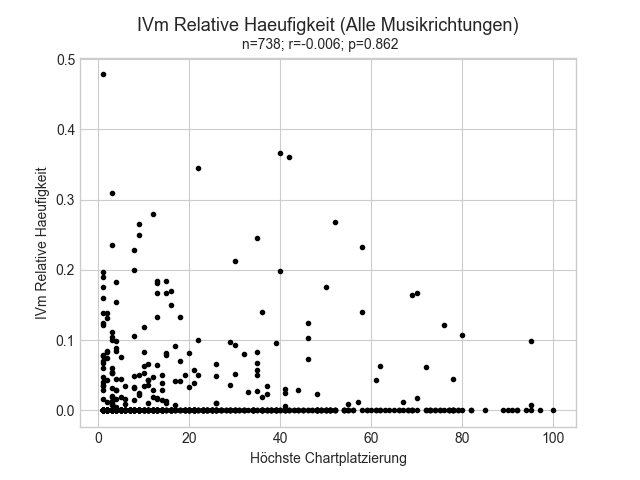 IVm Relative Haeufigkeit (Alle Musikrichtungen)
n=738; r=-0.006; p=0.862
0.5
0.4
0.3
0.2
0.1
0.0
IVm Relative Haeufigkeit
0 20 40 60 80 100
Höchste Chartplatzierung